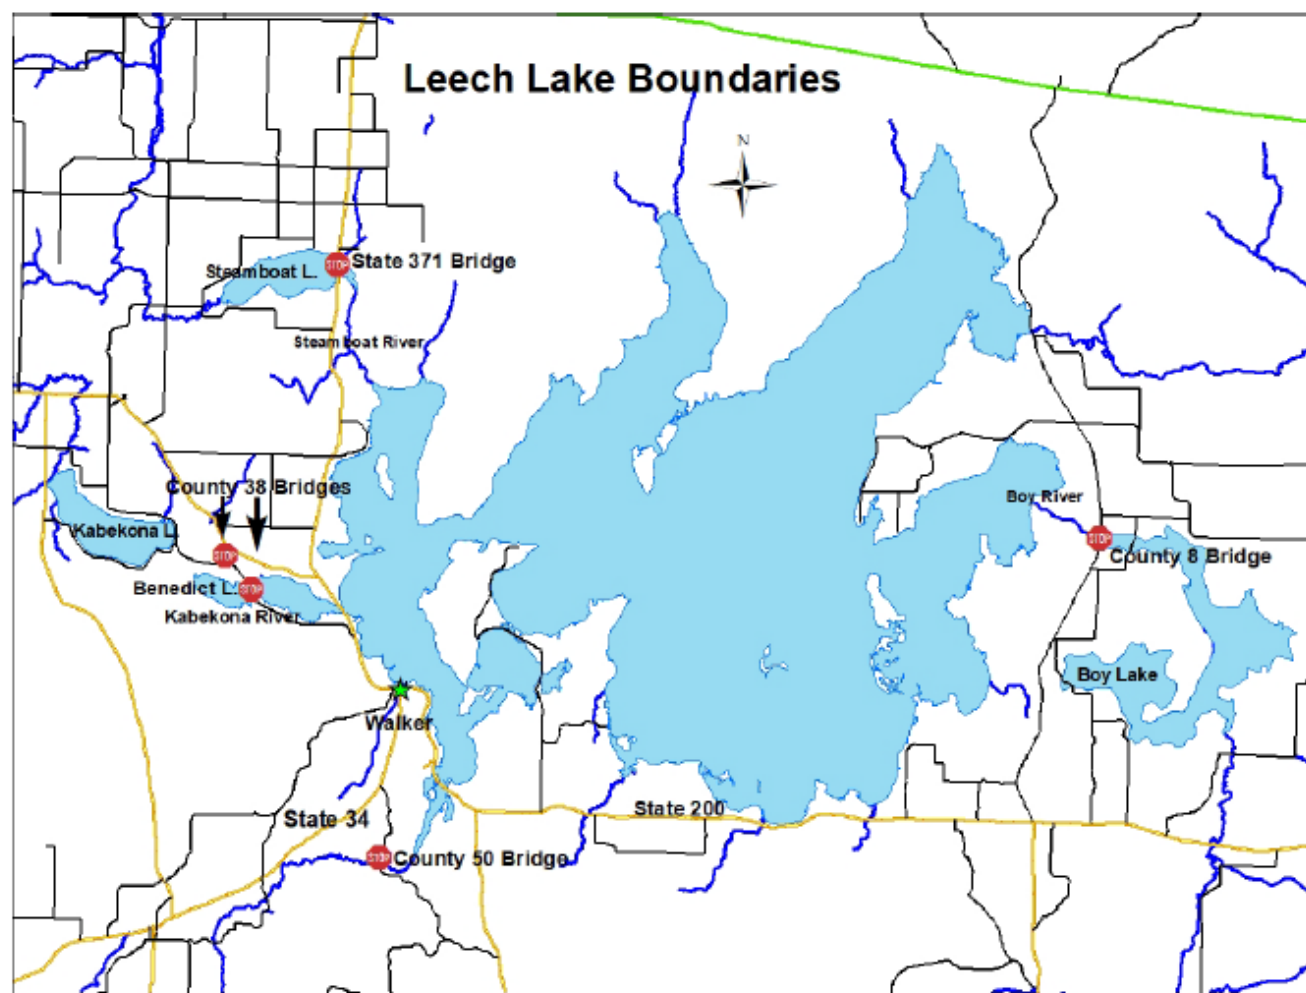 Leech Lake Boundaries
N
STOP
State 371 Bridge
Steamboat L.
Steamboat River
County 38 Bridges
Boy River
Kabekona L.
STOP
STOP
County 8 Bridge
Benedict L.
STOP
Kabekona River
Boy Lake
Walker
State 200
State 34
STOP
County 50 Bridge